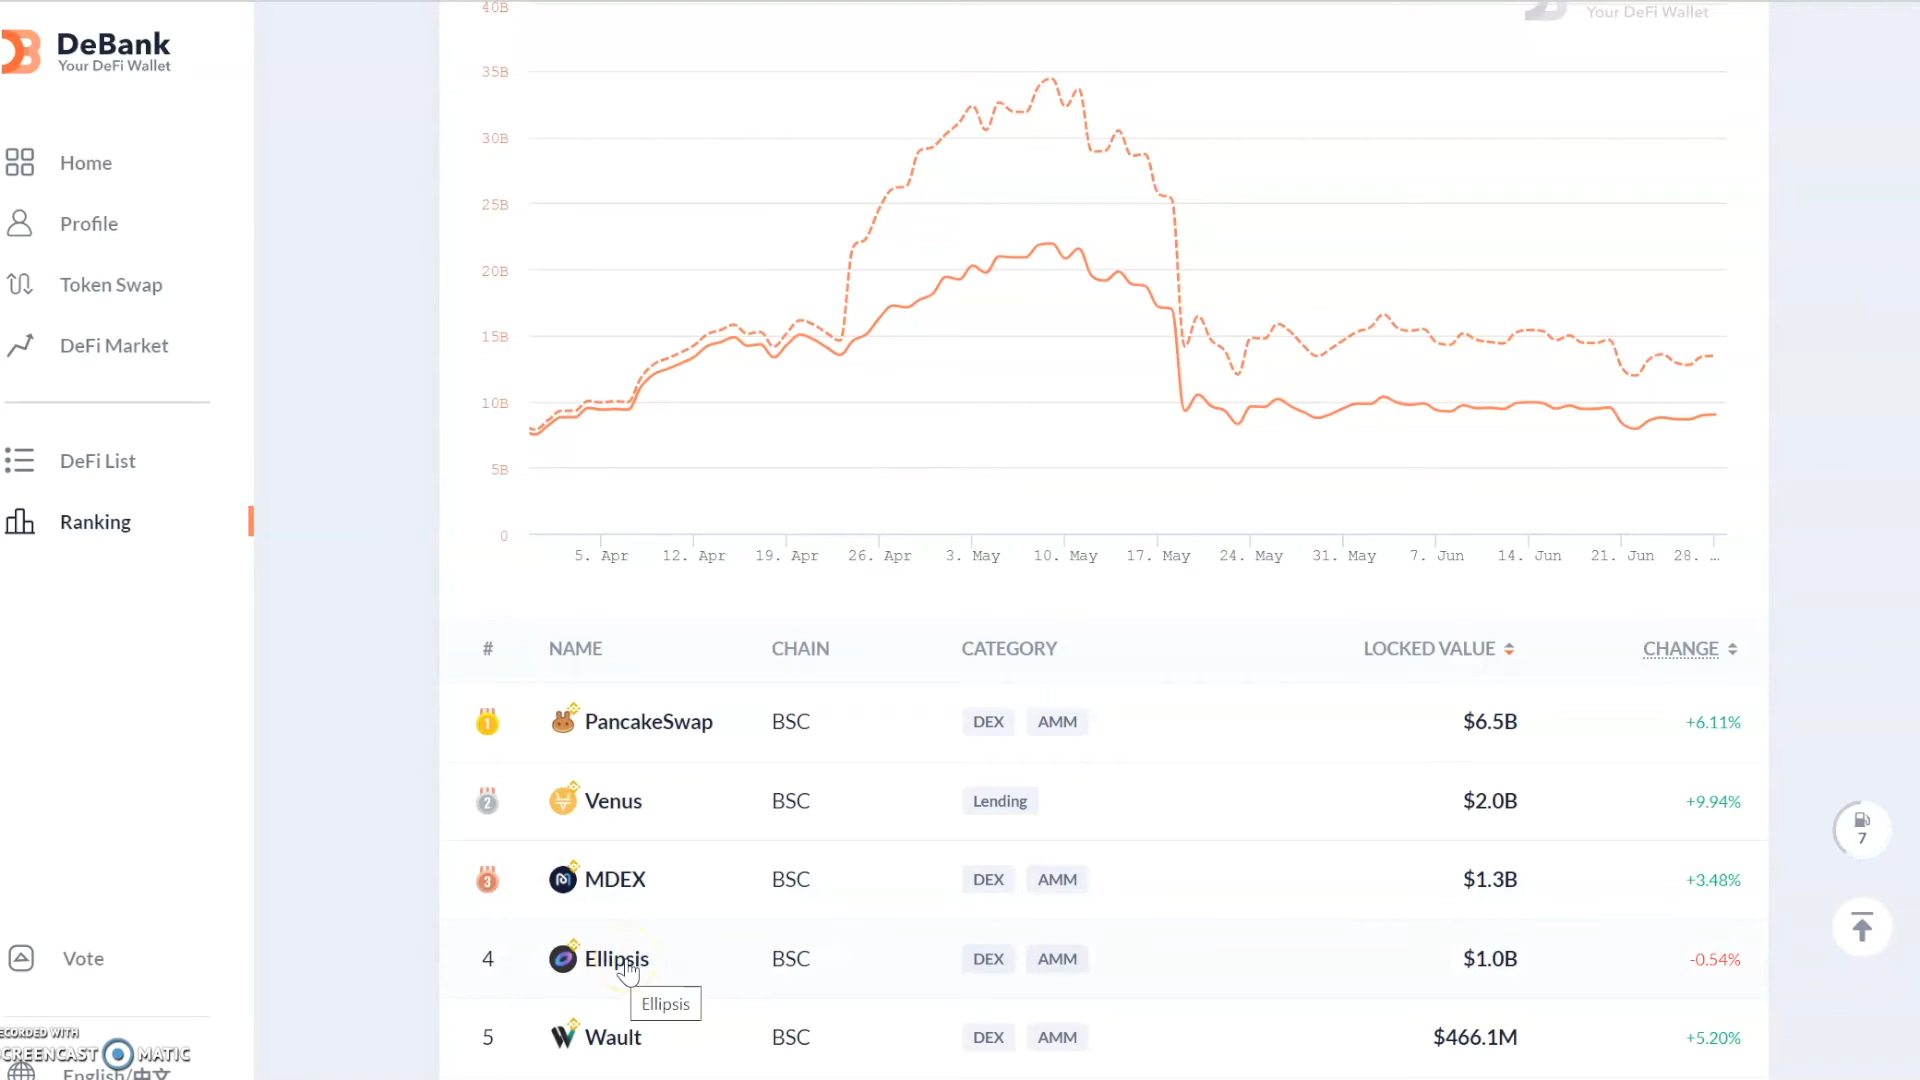 DeBank
Your DeFi Wallet
Home
Profile
Token Swap
DeFi Market
DeFi List
Ranking
Vote
ECORDED WITH
SCREENCAST MATIC
English/中文
Your DeFi Wallet
40B
35B
30B
25B
20B
15B
10B
5B
0
5. Apr 12. Apr 19. Apr 26. Apr 3. May 10. May 17. May 24. May 31. May 7. Jun 14. Jun 21. Jun 28. …
# NAME CHAIN CATEGORY LOCKED VALUE CHANGE
1 PancakeSwap BSC DEX AMM $6.5B +6.11%
2 Venus BSC Lending $2.0B +9.94%
3 MDEX BSC DEX AMM $1.3B +3.48%
4 Ellipsis BSC DEX AMM $1.0B -0.54%
Ellipsis
5 Wault BSC DEX AMM $466.1M +5.20%
7